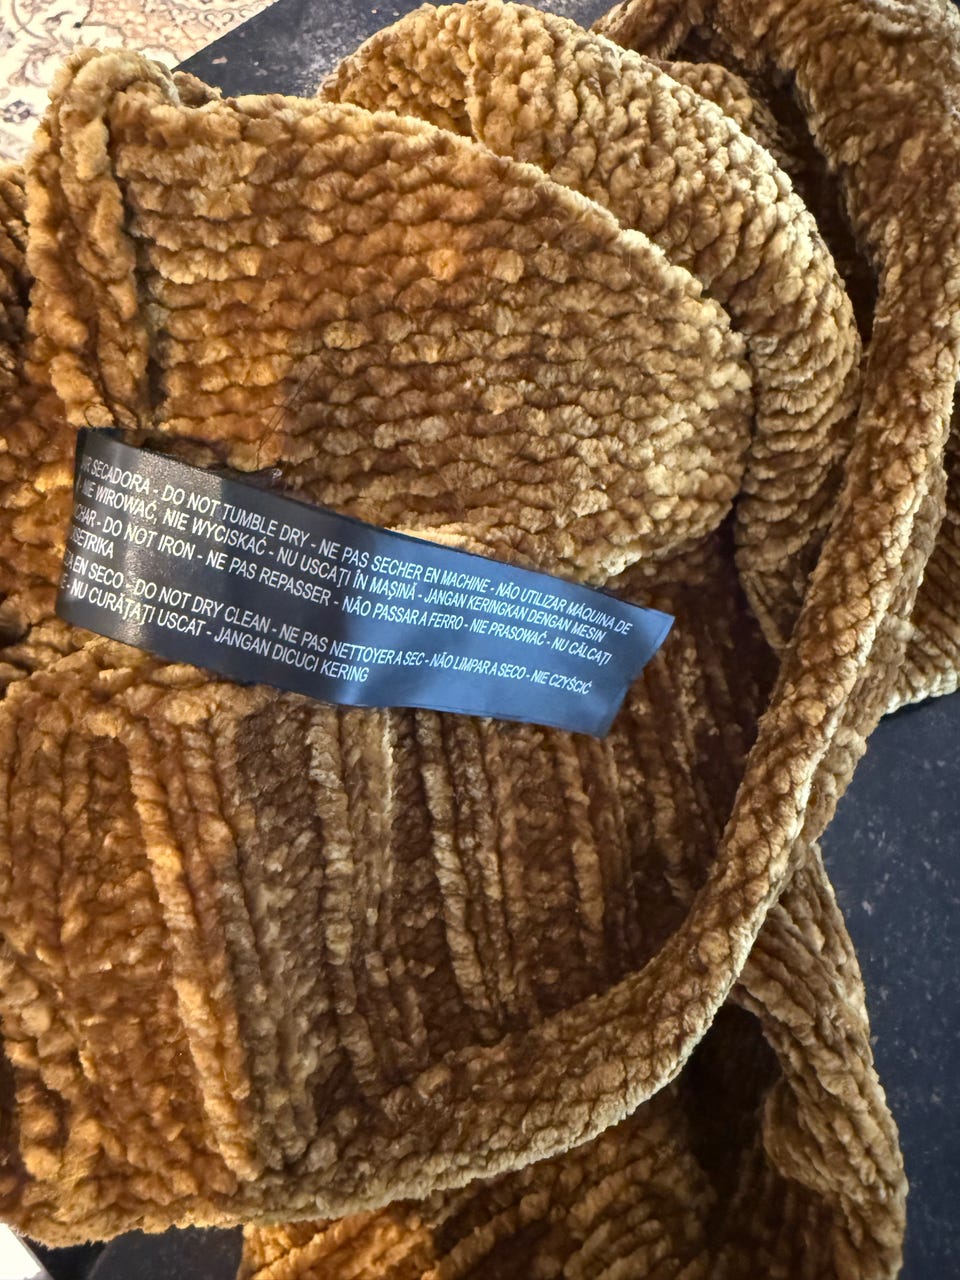 SECADORA - DO NOT TUMBLE DRY - NE PAS SECHER EN MACHINE - NÃO UTILIZAR MÁQUINA DE
NIE WIROWAĆ, NIE WYCISKAĆ - NU USCAȚI ÎN MAȘINĂ - JANGAN KERINGKAN DENGAN MESIN
- DO NOT IRON - NE PAS REPASSER - NÃO PASSAR A FERRO - NIE PRASOWAĆ - NU CĂLCAȚI
SETRIKA
EN SECO - DO NOT DRY CLEAN - NE PAS NETTOYER A SEC - NÃO LIMPAR A SECO - NIE CZYŚCIĆ
- NU CURĂȚAȚI USCAT - JANGAN DICUCI KERING